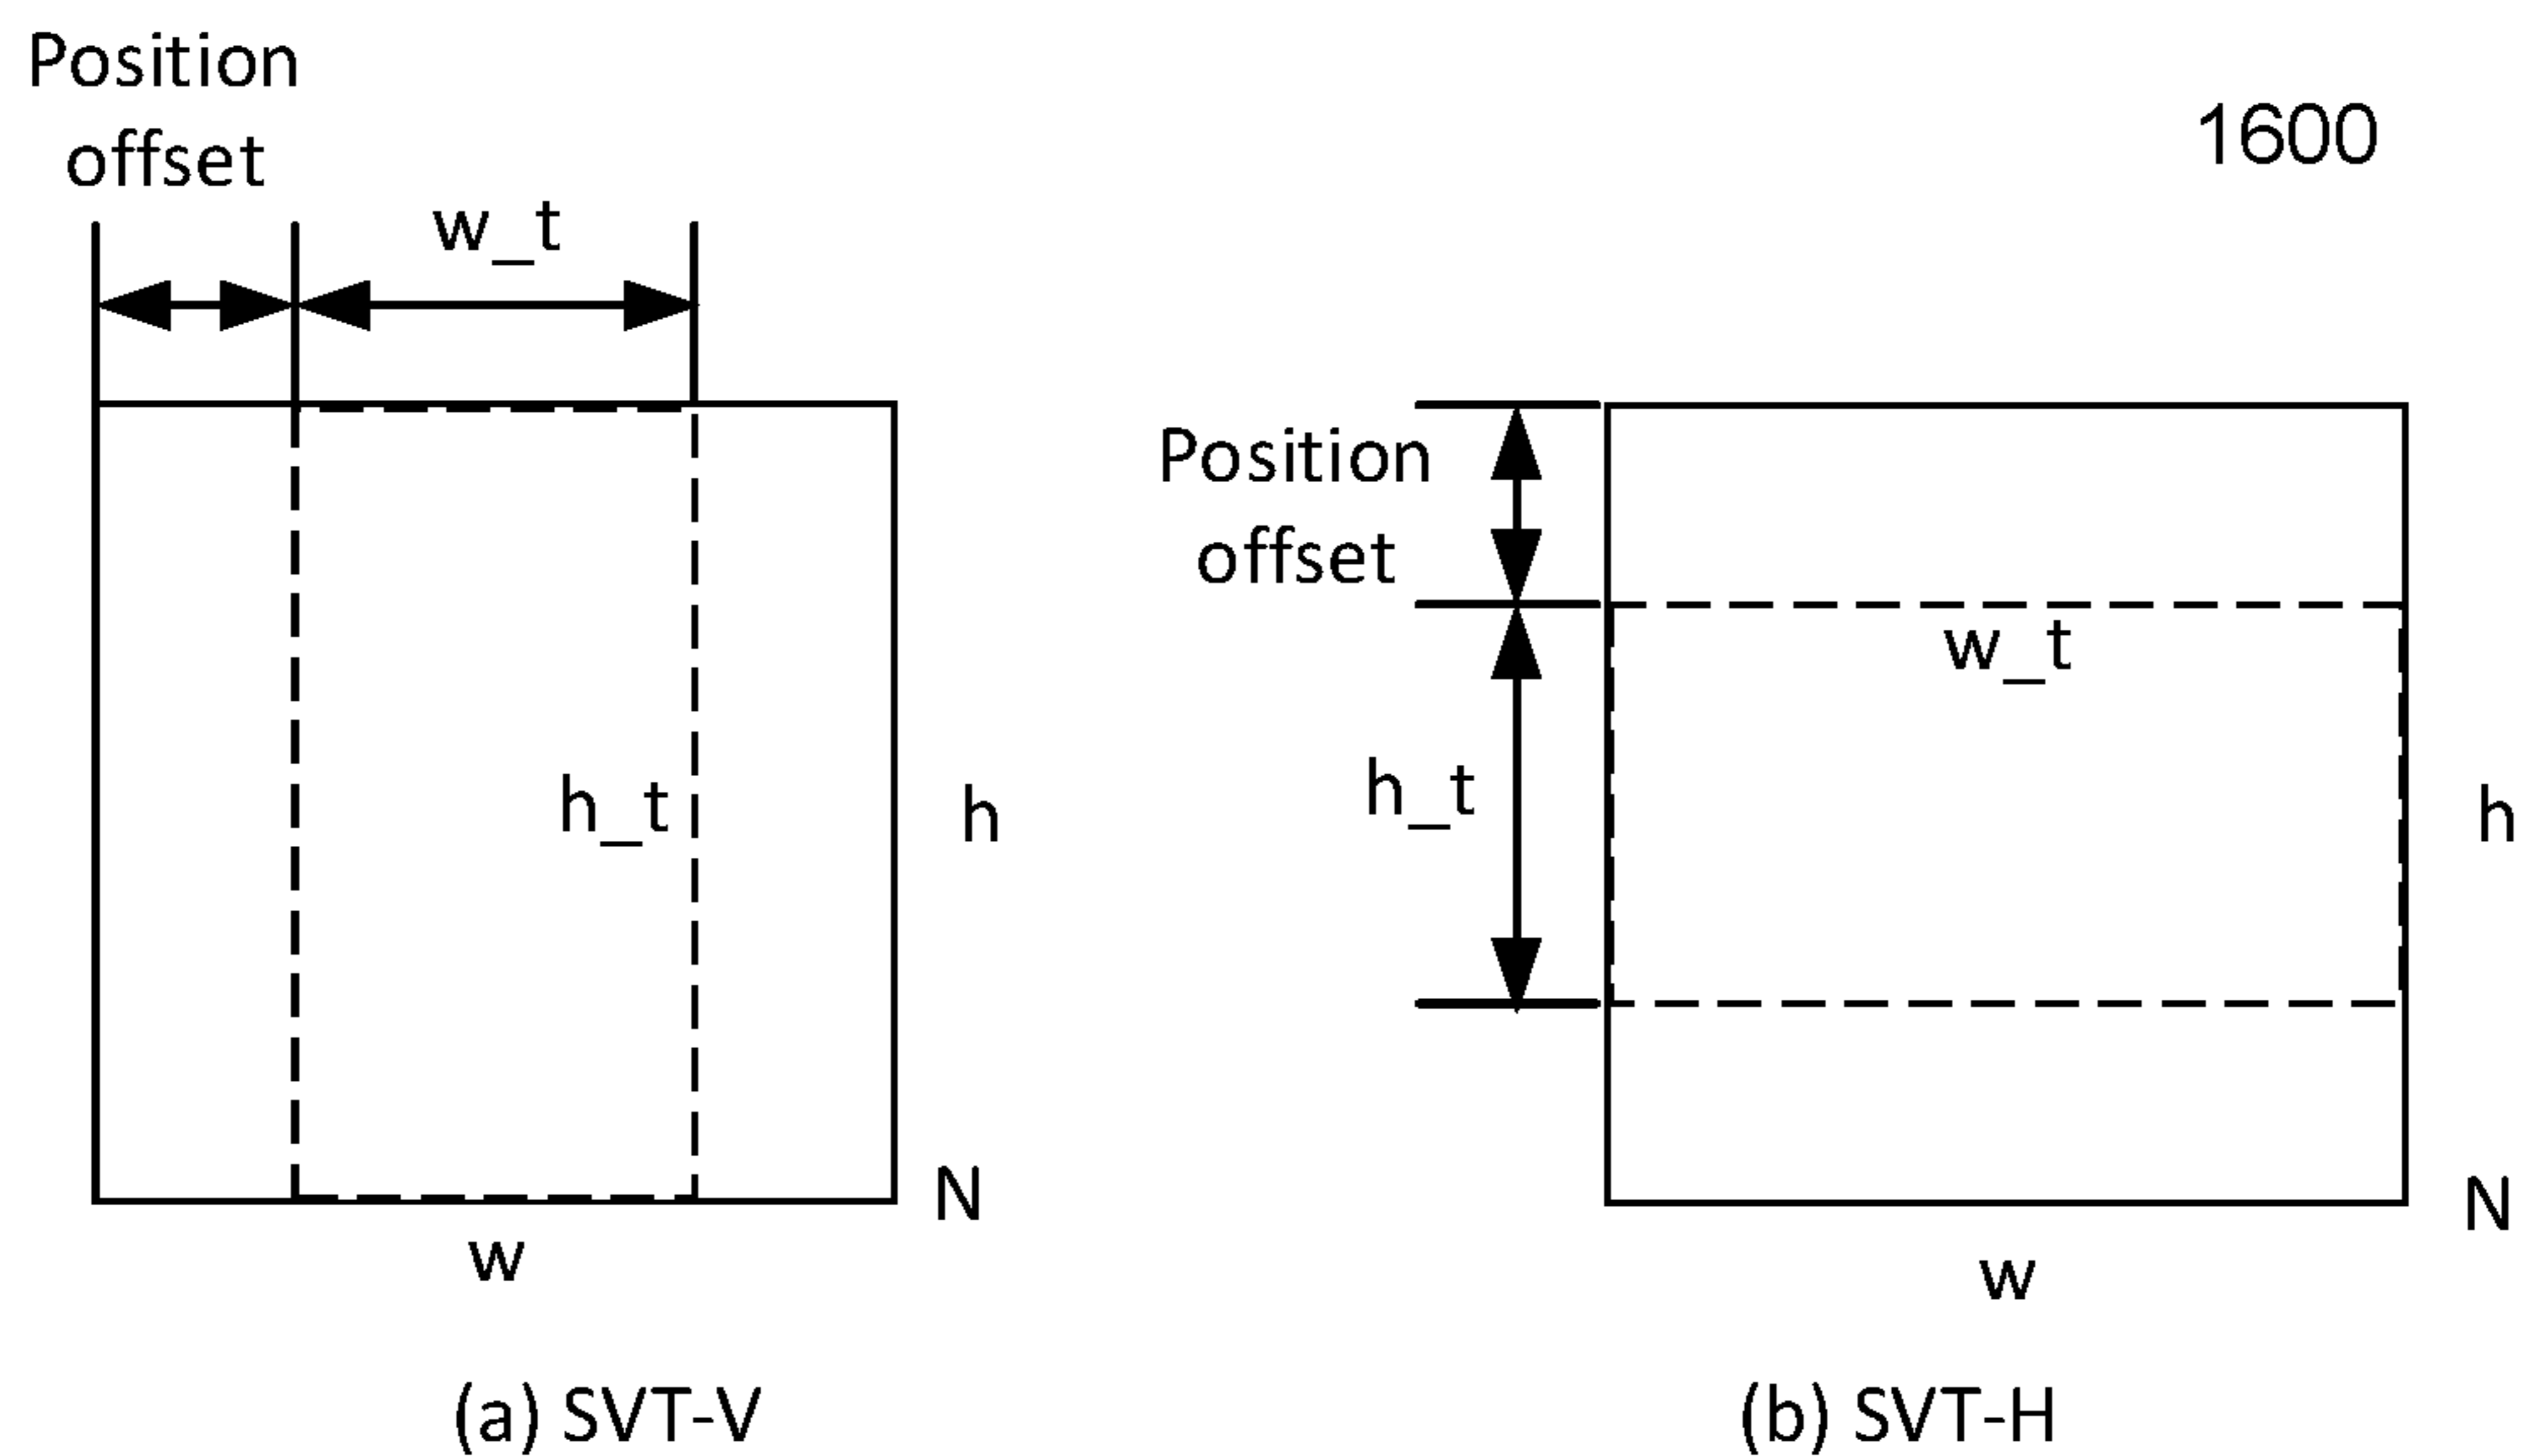 Position
offset
w_t
h_t
h
N
w
(a) SVT-V
1600
Position
offset
w_t
h_t
h
N
w
(b) SVT-H